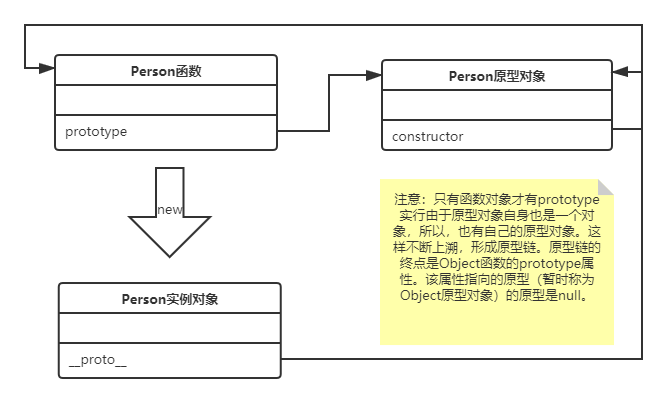 Person函数
prototype
Person原型对象
constructor
new
注意：只有函数对象才有prototype
实行由于原型对象自身也是一个对
象，所以，也有自己的原型对象。这
样不断上溯，形成原型链。原型链的
终点是Object函数的prototype属
性。该属性指向的原型（暂时称为
Object原型对象）的原型是null。
Person实例对象
__proto__